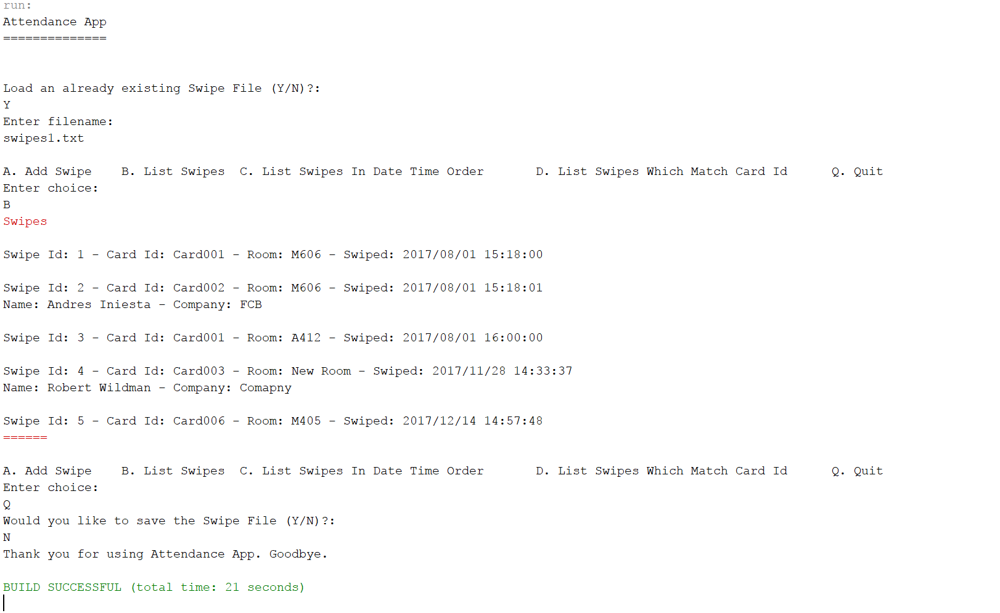 run:
Attendance App
==============
Load an already existing Swipe File (Y/N)?:
Y
Enter filename:
swipes1.txt
A. Add Swipe    B. List Swipes  C. List Swipes In Date Time Order       D. List Swipes Which Match Card Id      Q. Quit
Enter choice:
B
Swipes
Swipe Id: 1 - Card Id: Card001 - Room: M606 - Swiped: 2017/08/01 15:18:00
Swipe Id: 2 - Card Id: Card002 - Room: M606 - Swiped: 2017/08/01 15:18:01
Name: Andres Iniesta - Company: FCB
Swipe Id: 3 - Card Id: Card001 - Room: A412 - Swiped: 2017/08/01 16:00:00
Swipe Id: 4 - Card Id: Card003 - Room: New Room - Swiped: 2017/11/28 14:33:37
Name: Robert Wildman - Company: Comapny
Swipe Id: 5 - Card Id: Card006 - Room: M405 - Swiped: 2017/12/14 14:57:48
======
A. Add Swipe    B. List Swipes  C. List Swipes In Date Time Order       D. List Swipes Which Match Card Id      Q. Quit
Enter choice:
Q
Would you like to save the Swipe File (Y/N)?:
N
Thank you for using Attendance App. Goodbye.
BUILD SUCCESSFUL (total time: 21 seconds)